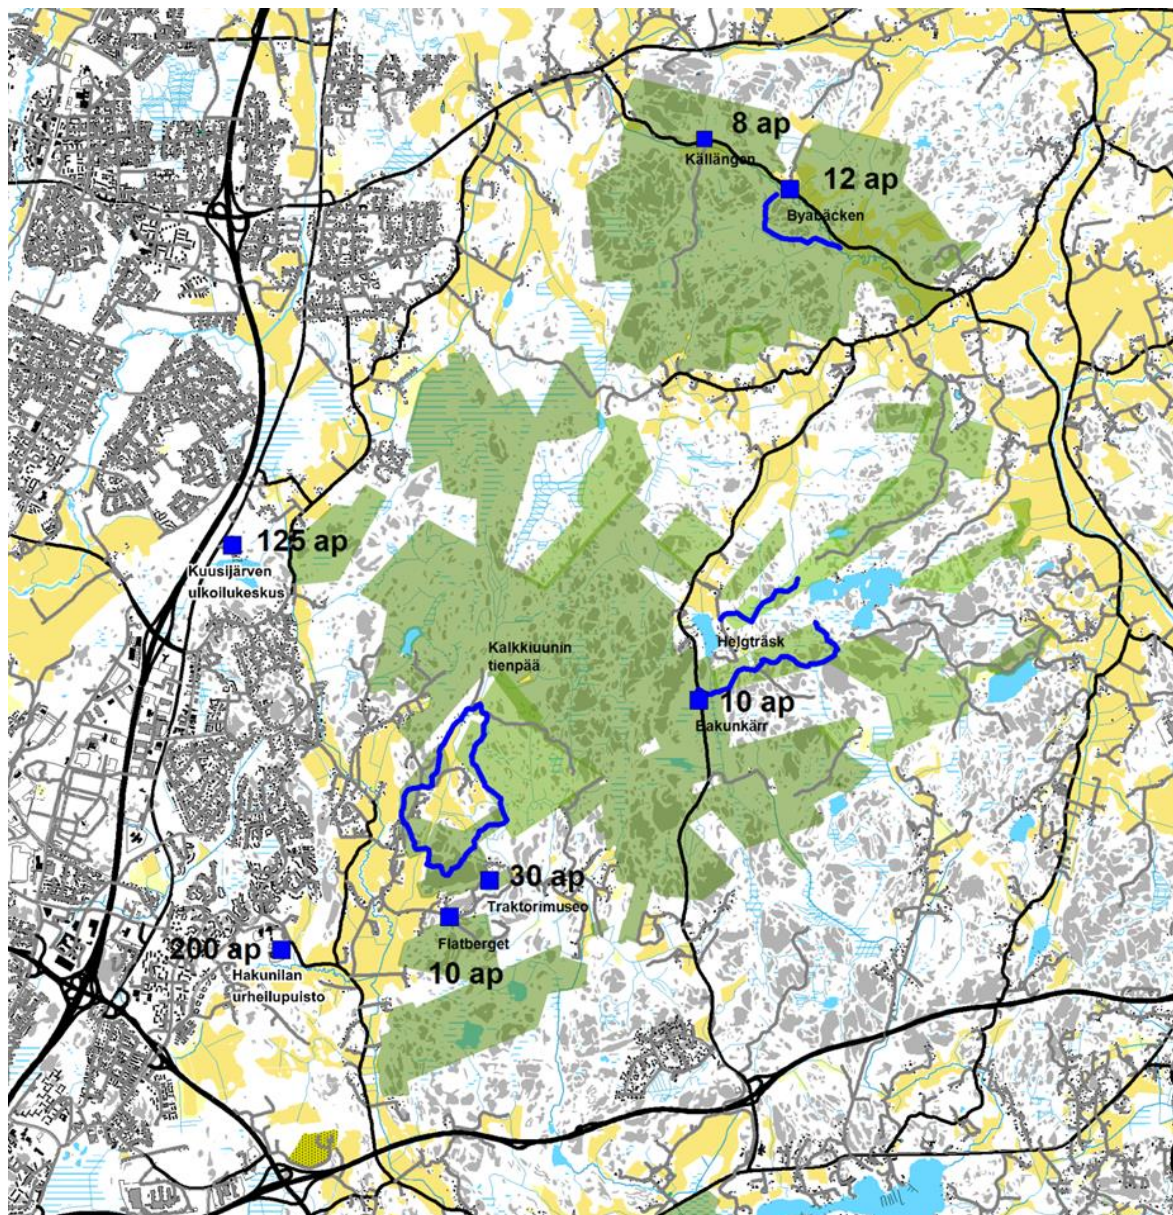 8 ap
Källängen
12 ap
Byabäcken
125 ap
Kuusijärven
ulkoilukeskus
Kalkkiuunin
tienpää
Helgträsk
10 ap
Bakunkärr
30 ap
Traktorimuseo
Flatberget
10 ap
200 ap
Hakunilan
urheilupuisto